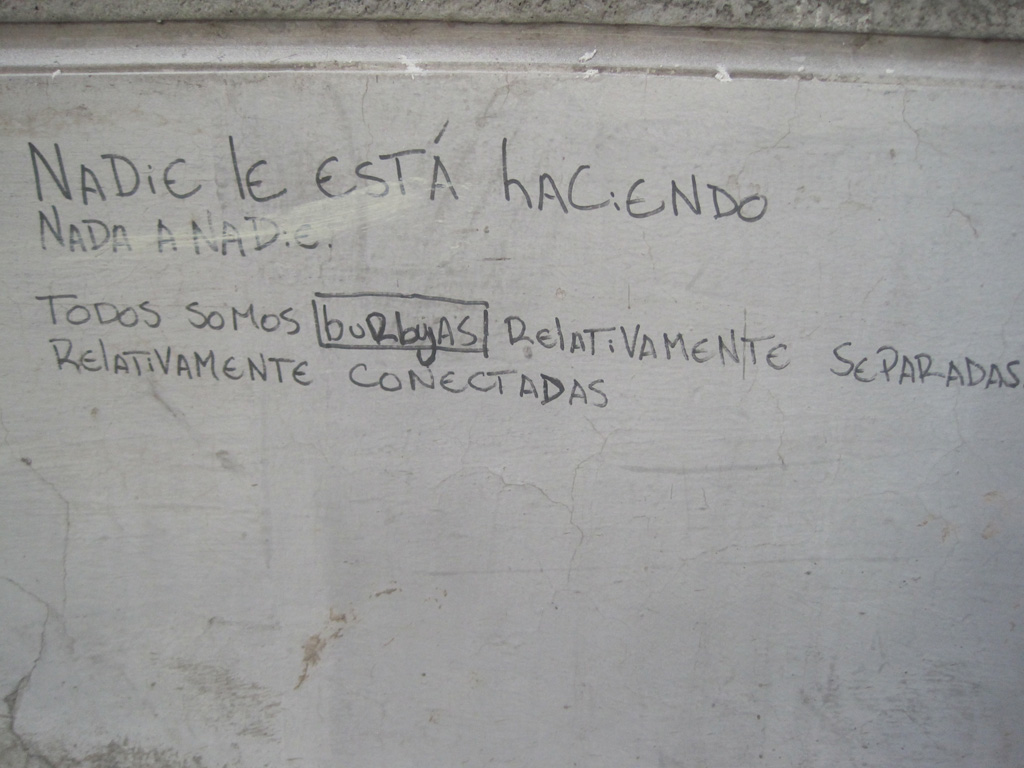 NADiE lE ESTÁ hACiENDO
NADA A NADiE.
TODOS SOMOS buRbujAS RElATiVAMENTE SEPARADAS
RElATiVAMENTE CONECTADAS